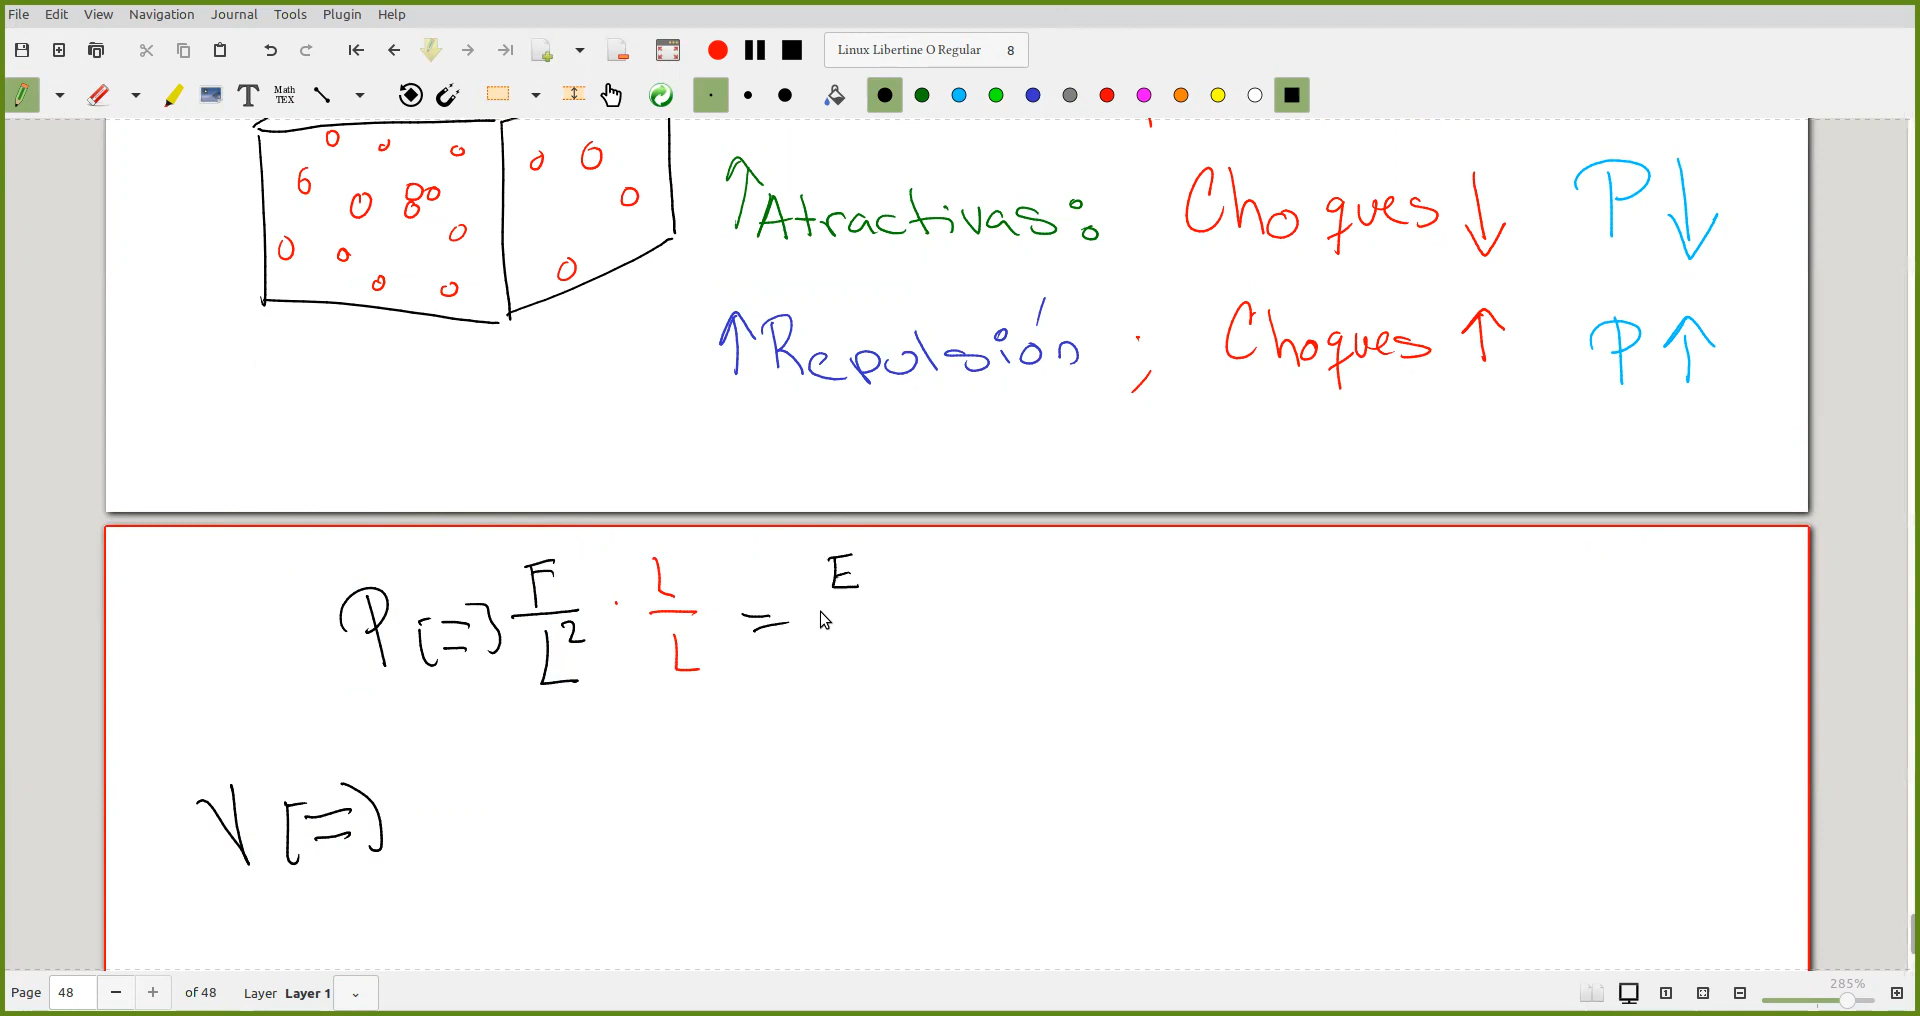 File Edit View Navigation Journal Tools Plugin Help
Linux Libertine O Regular 8
T Math TEX
↑Atractivas: Choques ↓ P↓
↑Repulsión ; Choques ↑ P↑
P [=] F/L² · L/L = E
V [=]
Page 48 − + of 48 Layer Layer 1
285%